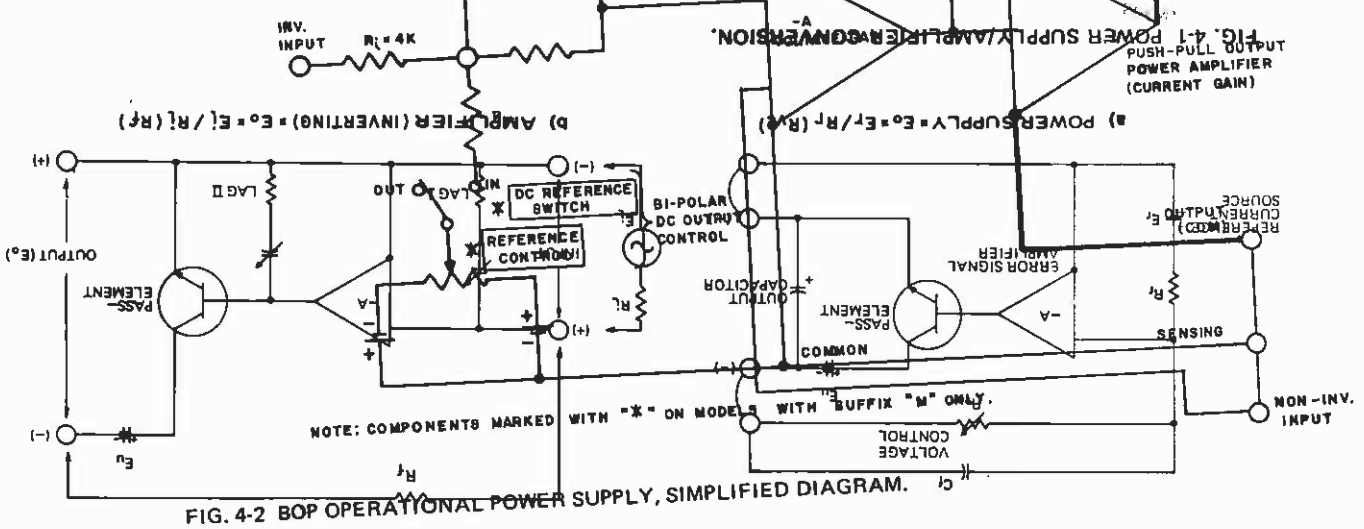 INV.
INPUT
Ri = 4K
-A
FIG. 4-1 POWER SUPPLY/AMPLIFIER CONVERSION.
PUSH-PULL OUTPUT
POWER AMPLIFIER
(CURRENT GAIN)
b) AMPLIFIER (INVERTING) = Eo = Ei / Ri (Rf)
a) POWER SUPPLY = Eo = Er / Rr (Rv)
(+)
LAG II
OUT
LAG I
IN
(-)
* DC REFERENCE
SWITCH
BI-POLAR
DC OUTPUT
CONTROL
Ei
Er
OUTPUT
REFERENCE
CURRENT
SOURCE
* REFERENCE
CONTROL
OUTPUT (Eo)
PASS-
ELEMENT
-A
Ri
OUTPUT
CAPACITOR
+
PASS-
ELEMENT
-A
ERROR SIGNAL
AMPLIFIER
Rr
+
-
+
-
(+)
COMMON
SENSING
(-)
Eu
NOTE: COMPONENTS MARKED WITH "*" ON MODELS WITH SUFFIX "M" ONLY.
NON-INV.
INPUT
(-)
Eu
VOLTAGE
CONTROL
Rf
Cf
FIG. 4-2 BOP OPERATIONAL POWER SUPPLY, SIMPLIFIED DIAGRAM.